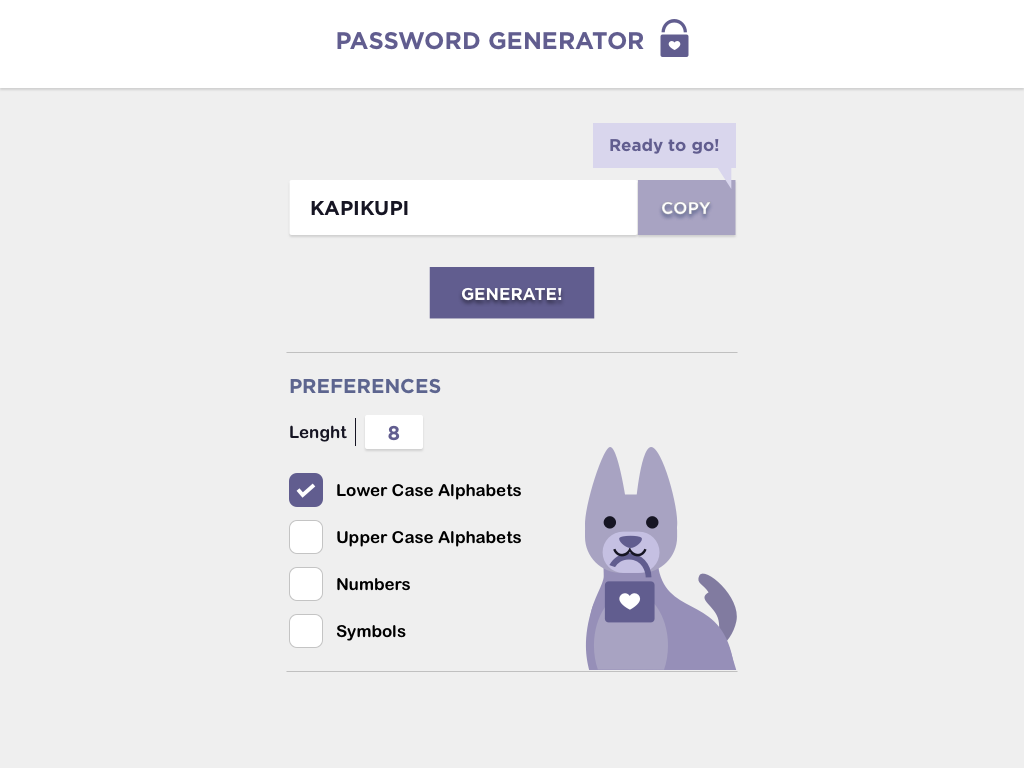 PASSWORD GENERATOR
Ready to go!
KAPIKUPI
COPY
GENERATE!
PREFERENCES
Lenght
8
Lower Case Alphabets
Upper Case Alphabets
Numbers
Symbols